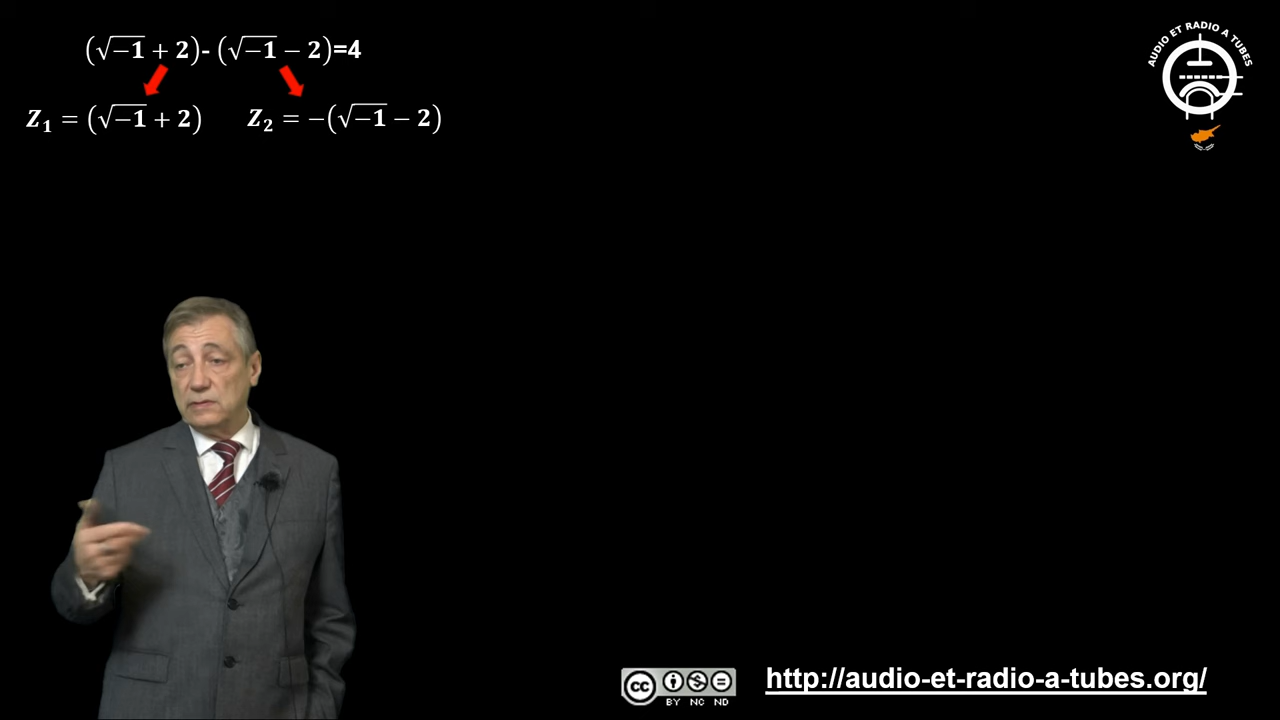 (√−1 + 2)- (√−1 − 2)=4
Z₁ = (√−1 + 2) Z₂ = −(√−1 − 2)
AUDIO ET RADIO A TUBES
cc BY NC ND
http://audio-et-radio-a-tubes.org/